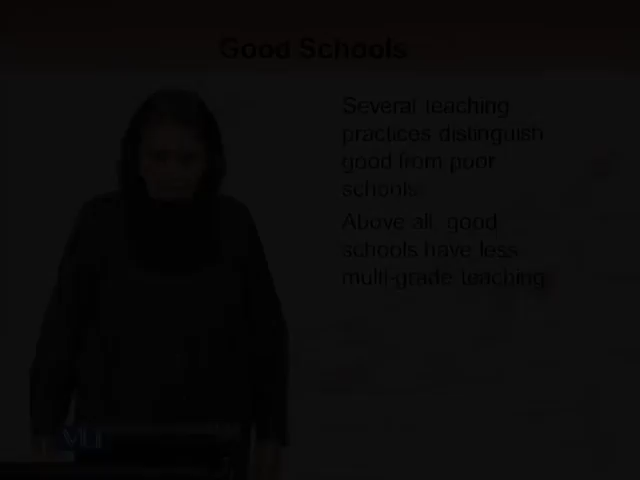 Good Schools
Several teaching
practices distinguish
good from poor
schools.
Above all, good
schools have less
multi-grade teaching